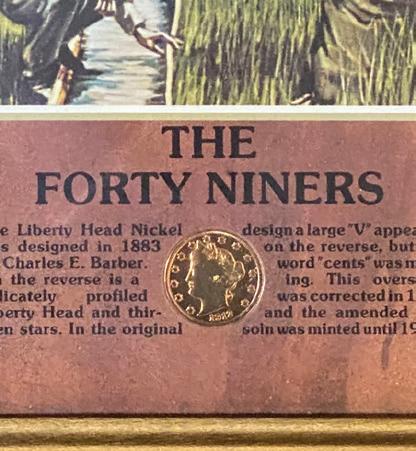 THE
FORTY NINERS
e Liberty Head Nickel
s designed in 1883
Charles E. Barber.
the reverse is a
licately profiled
berty Head and thir-
en stars. In the original
design a large "V" appea
on the reverse, but
word "cents" was m
ing. This overs
was corrected in 1
and the amended
soin was minted until 19